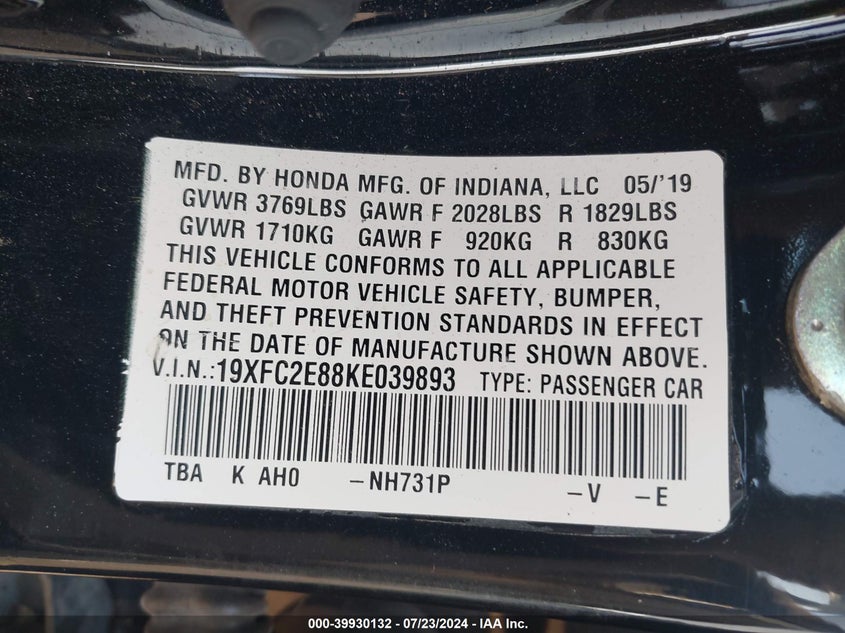 MFD. BY HONDA MFG. OF INDIANA, LLC 05/'19
GVWR 3769LBS GAWR F 2028LBS R 1829LBS
GVWR 1710KG GAWR F 920KG R 830KG
THIS VEHICLE CONFORMS TO ALL APPLICABLE
FEDERAL MOTOR VEHICLE SAFETY, BUMPER,
AND THEFT PREVENTION STANDARDS IN EFFECT
ON THE DATE OF MANUFACTURE SHOWN ABOVE.
V.I.N.:19XFC2E88KE039893 TYPE: PASSENGER CAR
TBA K AH0 -NH731P -V -E
000-39930132 - 07/23/2024 - IAA Inc.